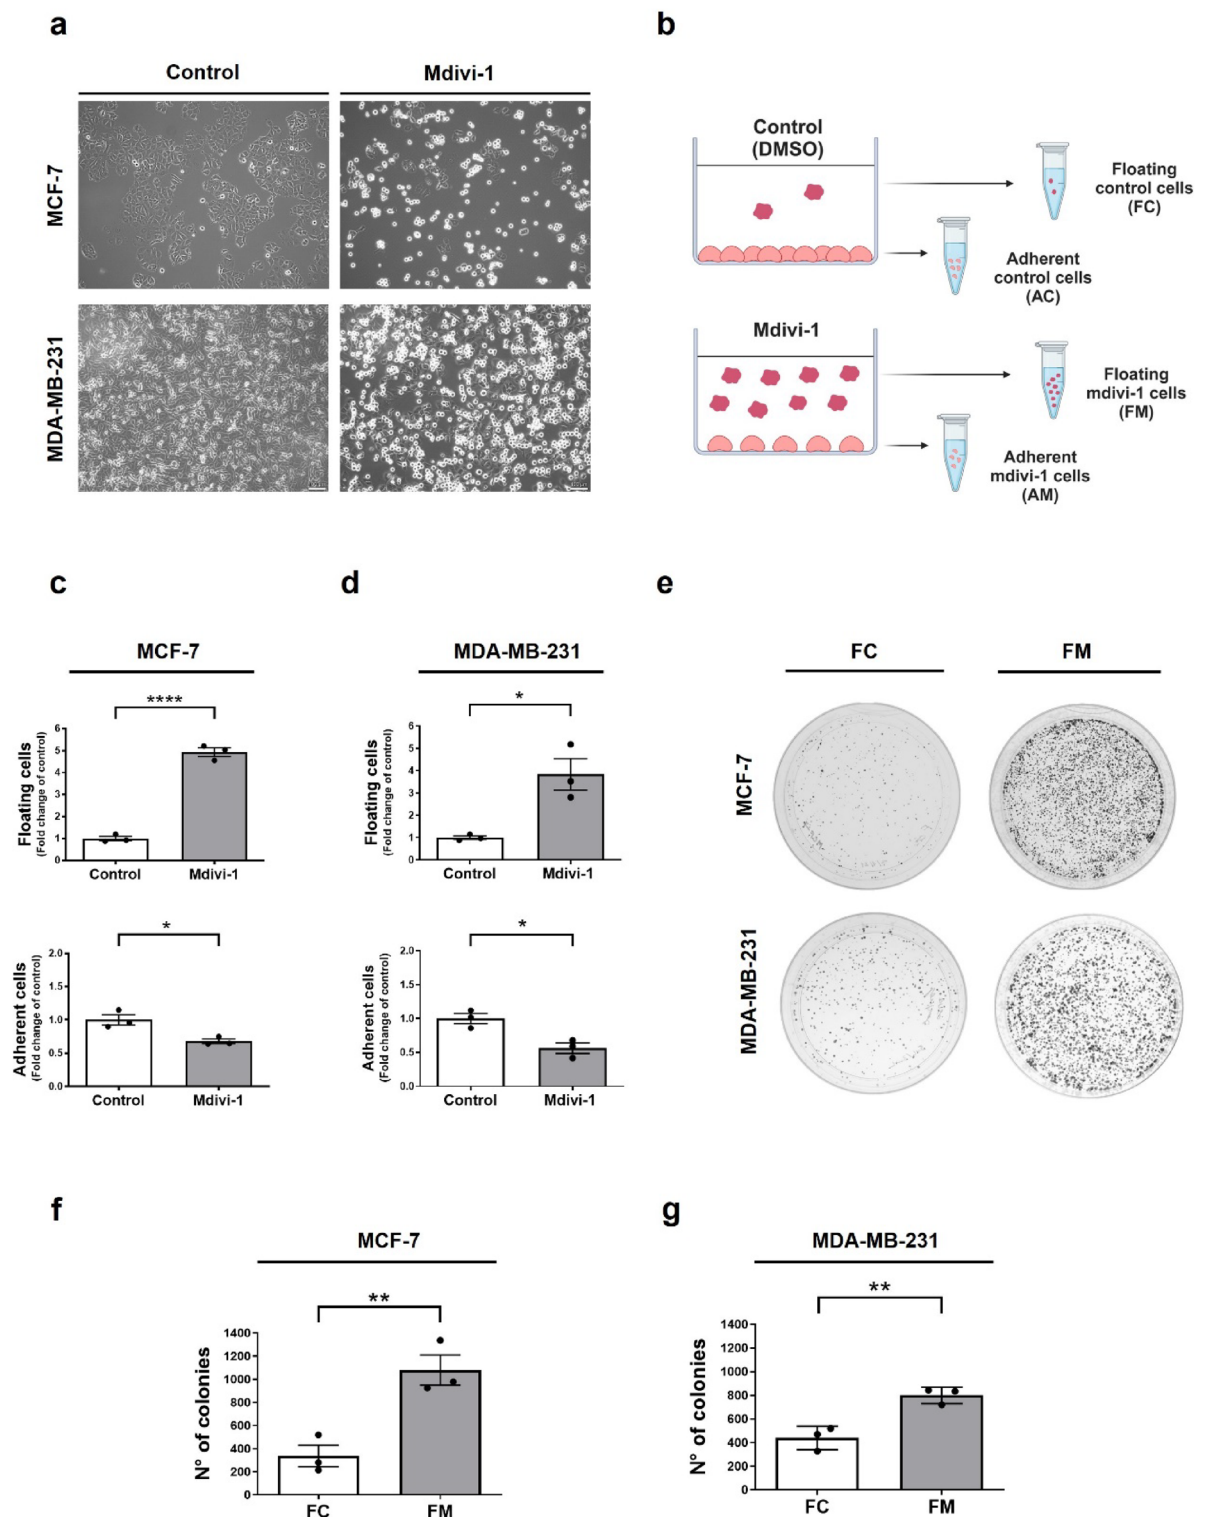 a
Control
Mdivi-1
MCF-7
MDA-MB-231
b
Control
(DMSO)
Floating
control cells
(FC)
Adherent
control cells
(AC)
Mdivi-1
Floating
mdivi-1 cells
(FM)
Adherent
mdivi-1 cells
(AM)
c
MCF-7
****
Floating cells
(Fold change of control)
6
5
4
3
2
1
0
Control
Mdivi-1
*
Adherent cells
(Fold change of control)
2.0
1.5
1.0
0.5
0.0
Control
Mdivi-1
d
MDA-MB-231
*
Floating cells
(Fold change of control)
6
5
4
3
2
1
0
Control
Mdivi-1
*
Adherent cells
(Fold change of control)
2.0
1.5
1.0
0.5
0.0
Control
Mdivi-1
e
FC
FM
MCF-7
MDA-MB-231
f
MCF-7
**
N° of colonies
1400
1200
1000
800
600
400
200
0
FC
FM
g
MDA-MB-231
**
N° of colonies
1400
1200
1000
800
600
400
200
0
FC
FM